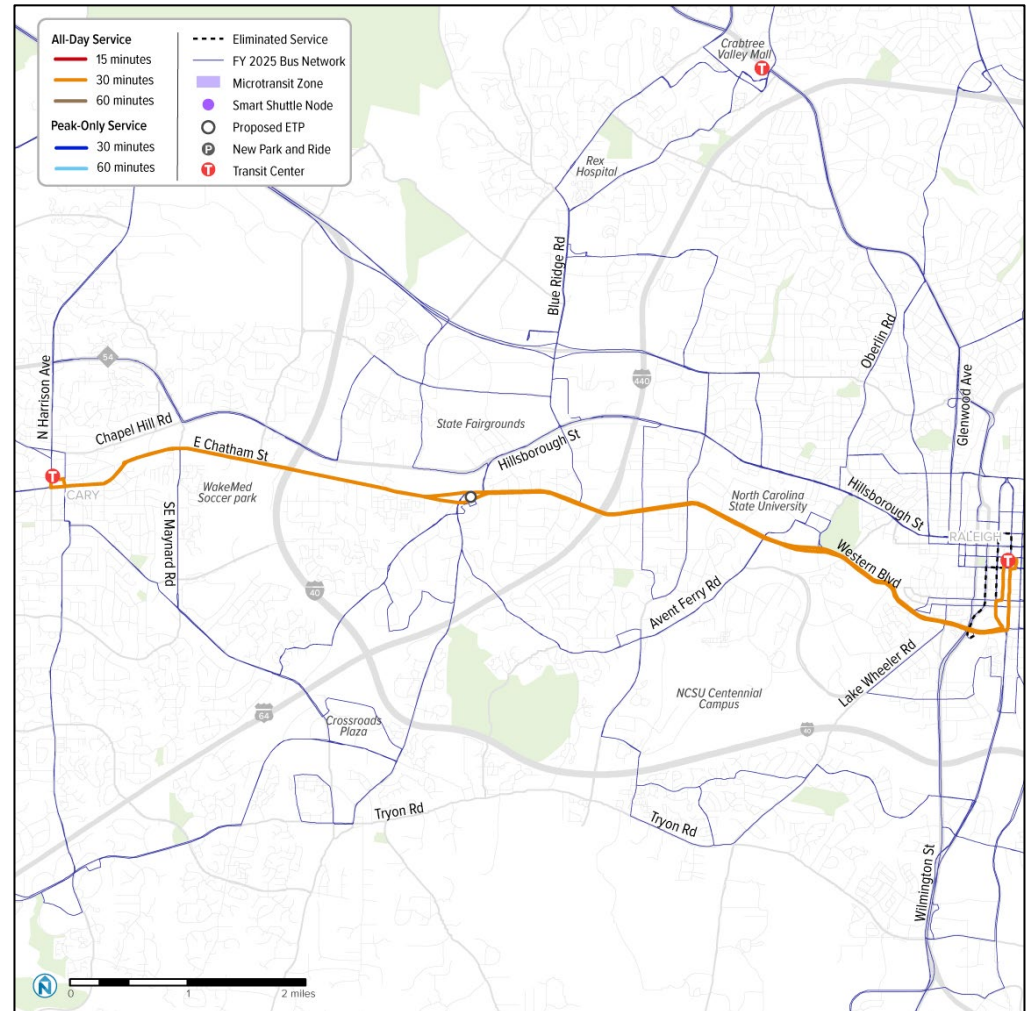 All-Day Service
15 minutes
30 minutes
60 minutes
Peak-Only Service
30 minutes
60 minutes
Eliminated Service
FY 2025 Bus Network
Microtransit Zone
Smart Shuttle Node
Proposed ETP
P
New Park and Ride
T
Transit Center
Crabtree
Valley Mall
T
Rex
Hospital
Blue Ridge Rd
Oberlin Rd
Glenwood Ave
N Harrison Ave
54
440
Chapel Hill Rd
State Fairgrounds
Hillsborough St
E Chatham St
T
CARY
WakeMed
Soccer park
SE Maynard Rd
North Carolina
State University
Hillsborough St
RALEIGH
T
Western Blvd
40
Avent Ferry Rd
Lake Wheeler Rd
NCSU Centennial
Campus
64
Crossroads
Plaza
40
Tryon Rd
Tryon Rd
Wilmington St
N
0
1
2 miles